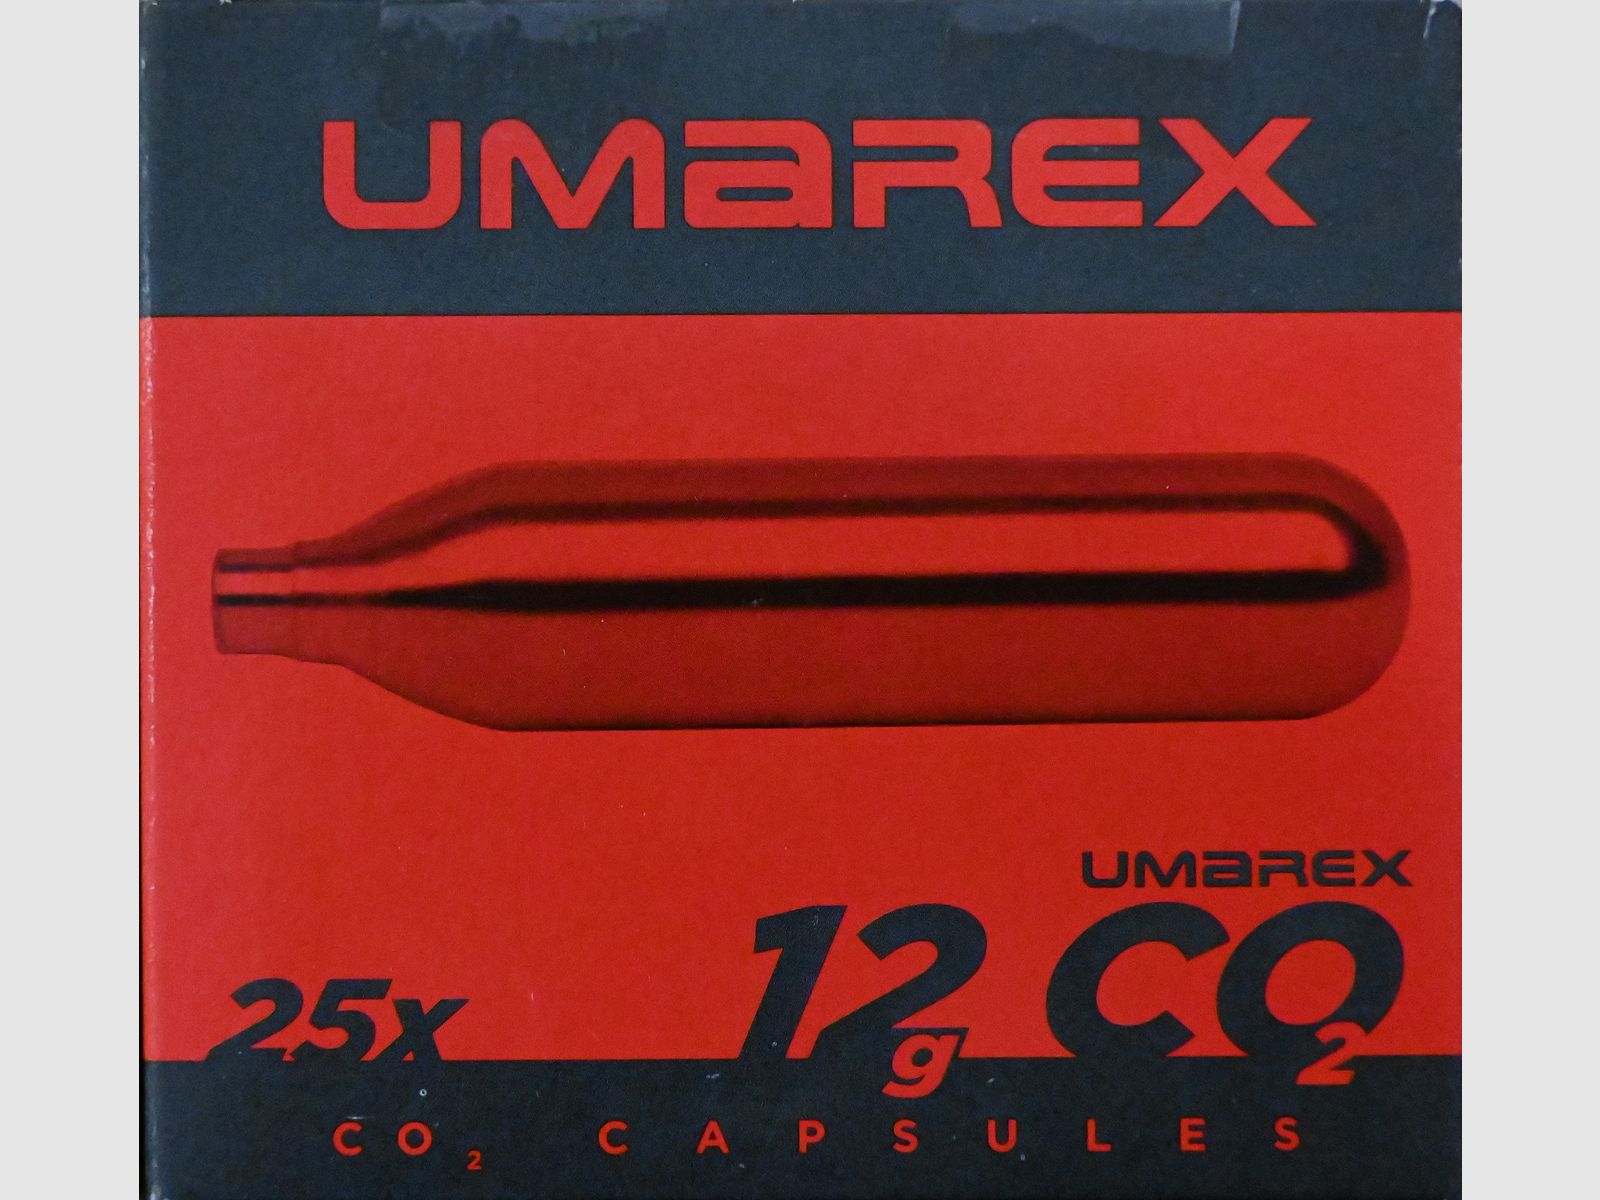 UMAREX
UMAREX
25x 12g CO2
CO2 CAPSULES